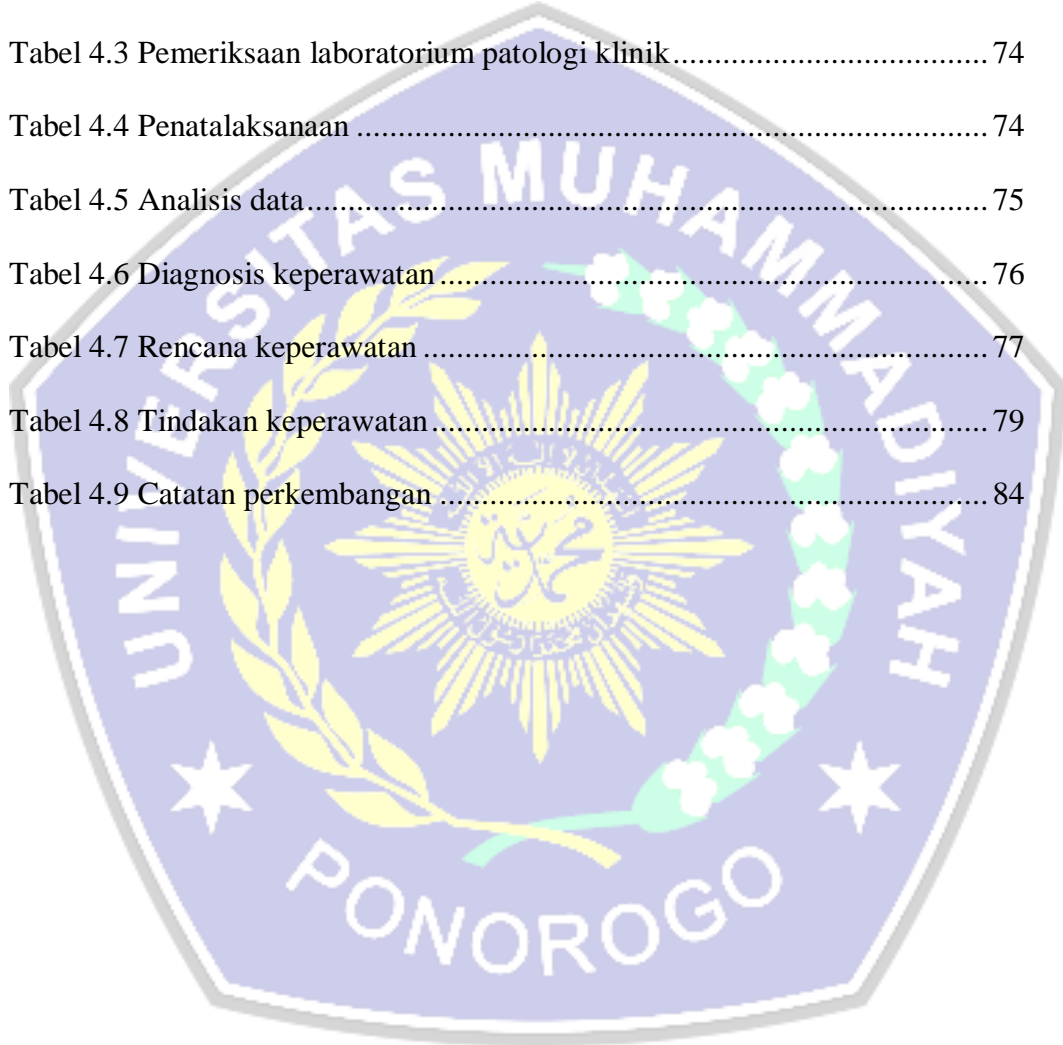 Tabel 4.3 Pemeriksaan laboratorium patologi klinik.................................... 74
Tabel 4.4 Penatalaksanaan ........................................................................ 74
Tabel 4.5 Analisis data.............................................................................. 75
Tabel 4.6 Diagnosis keperawatan .............................................................. 76
Tabel 4.7 Rencana keperawatan ................................................................ 77
Tabel 4.8 Tindakan keperawatan ............................................................... 79
Tabel 4.9 Catatan perkembangan .............................................................. 84
UNIVERSITAS MUHAMMADIYAH
PONOROGO